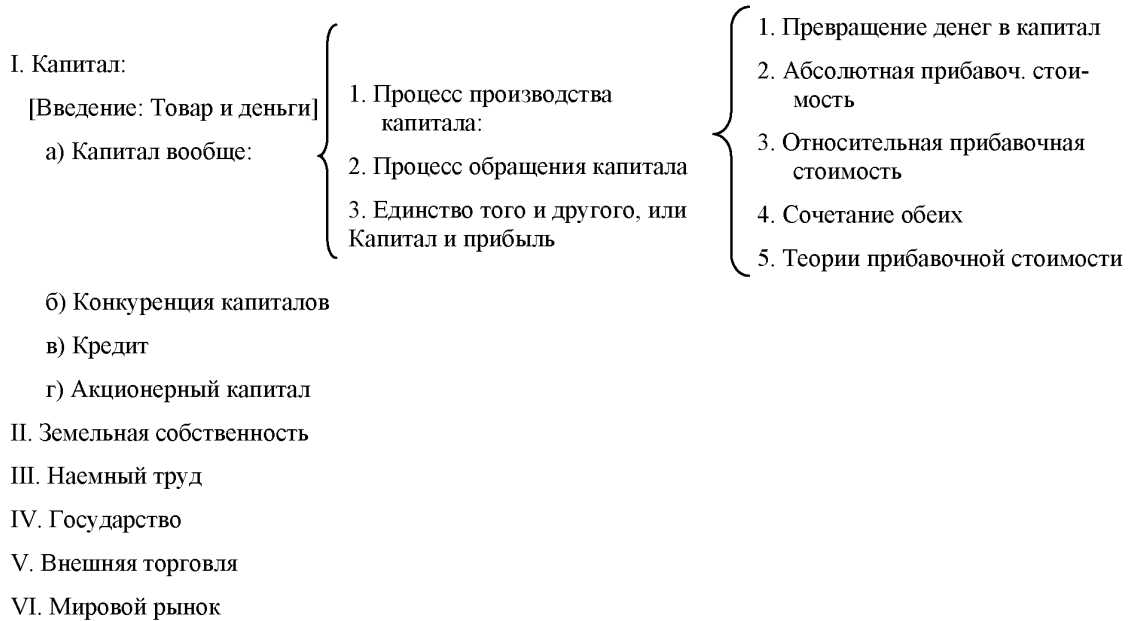 I. Капитал:
[Введение: Товар и деньги]
а) Капитал вообще:
1. Процесс производства
капитала:
2. Процесс обращения капитала
3. Единство того и другого, или
Капитал и прибыль
1. Превращение денег в капитал
2. Абсолютная прибавоч. стои-
мость
3. Относительная прибавочная
стоимость
4. Сочетание обеих
5. Теории прибавочной стоимости
б) Конкуренция капиталов
в) Кредит
г) Акционерный капитал
II. Земельная собственность
III. Наемный труд
IV. Государство
V. Внешняя торговля
VI. Мировой рынок